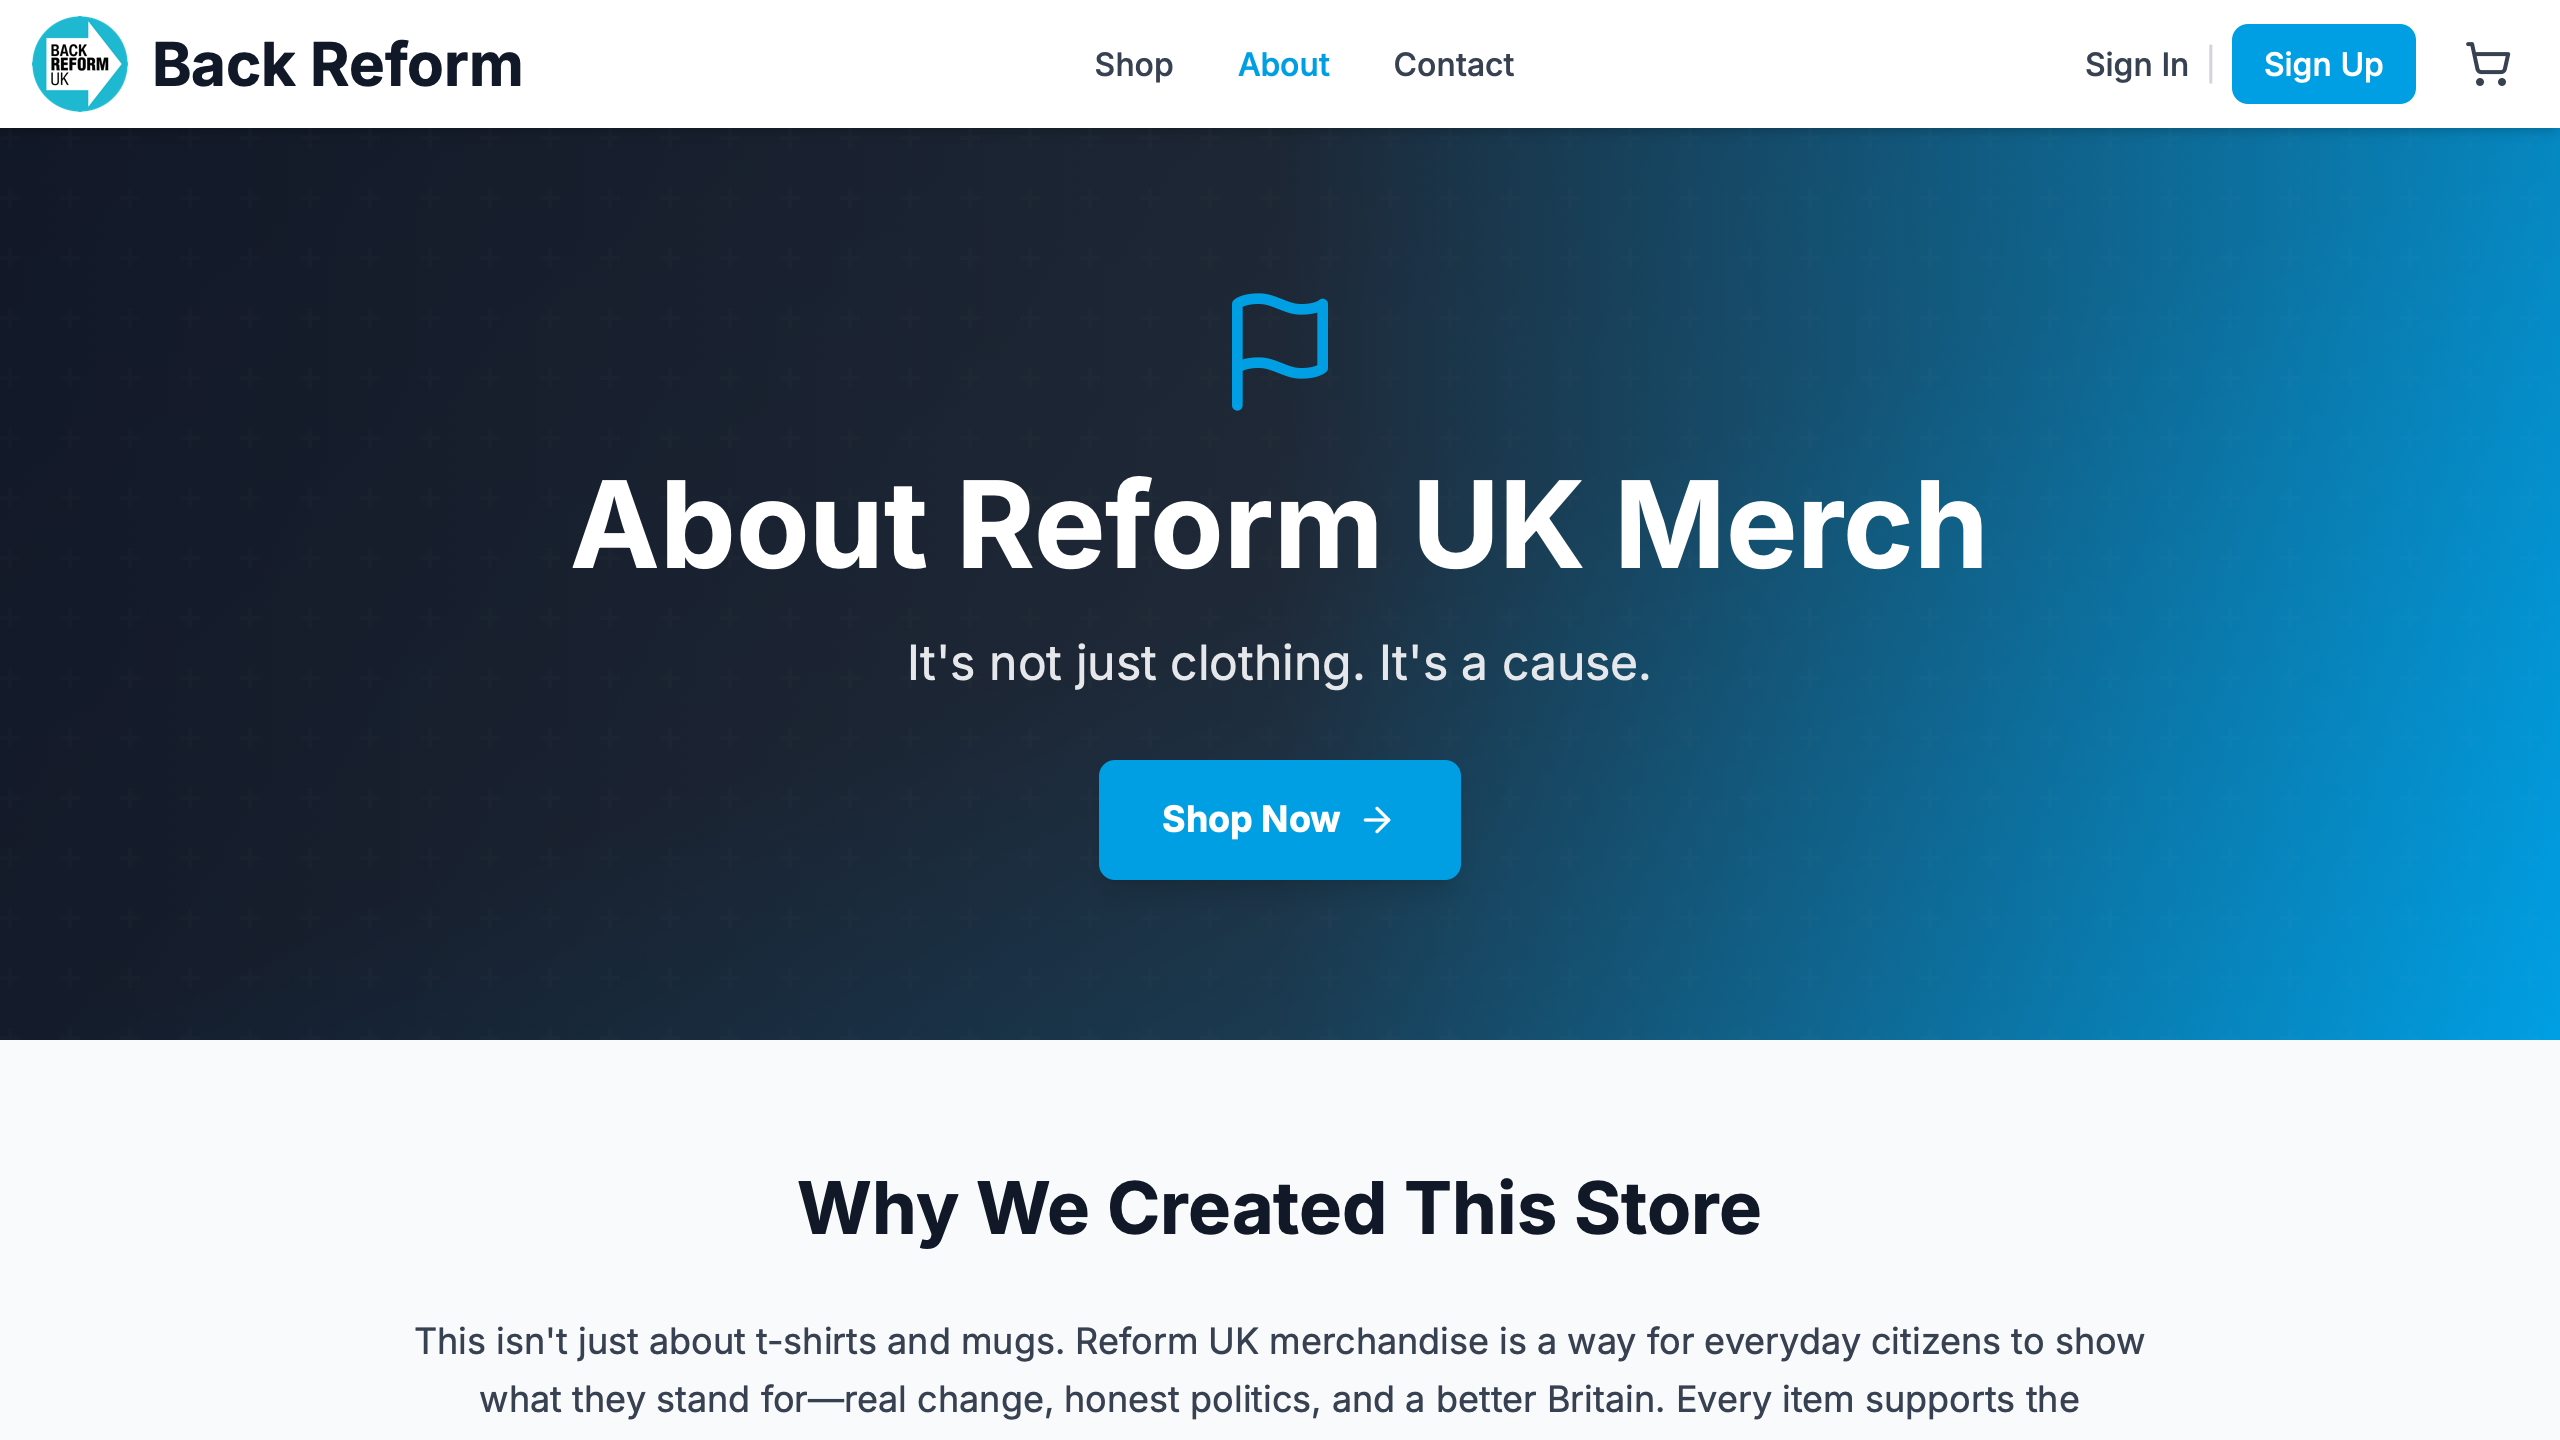 BACK
REFORM
UK
Back Reform
Shop
About
Contact
Sign In
Sign Up
About Reform UK Merch
It's not just clothing. It's a cause.
Shop Now
Why We Created This Store
This isn't just about t-shirts and mugs. Reform UK merchandise is a way for everyday citizens to show
what they stand for—real change, honest politics, and a better Britain. Every item supports the